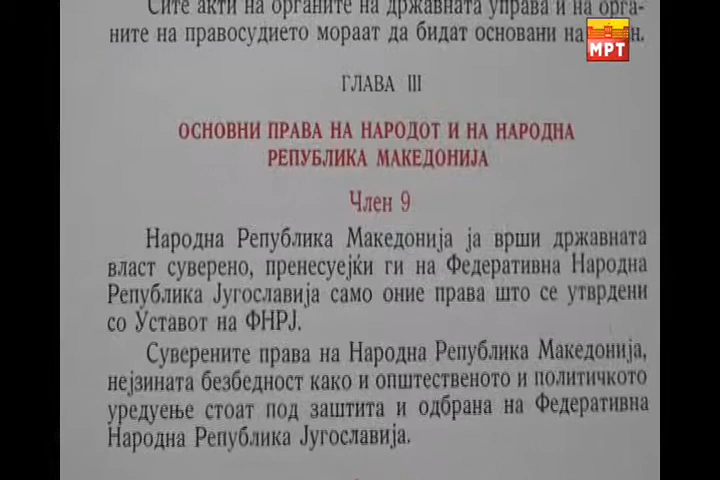 Сите акти на органите на државната управа и на орга-
ните на правосудието мораат да бидат основани на
МРТ
ГЛАВА III
ОСНОВНИ ПРАВА НА НАРОДОТ И НА НАРОДНА
РЕПУБЛИКА МАКЕДОНИЈА
Член 9
Народна Република Македонија ја врши државната
власт суверено, пренесуејќи ги на Федеративна Народна
Република Југославија само оние права што се утврдени
со Уставот на ФНРЈ.
Суверените права на Народна Република Македонија,
нејзината безбедност како и општественото и политичкото
уредуење стоат под заштита и одбрана на Федеративна
Народна Република Југославија.